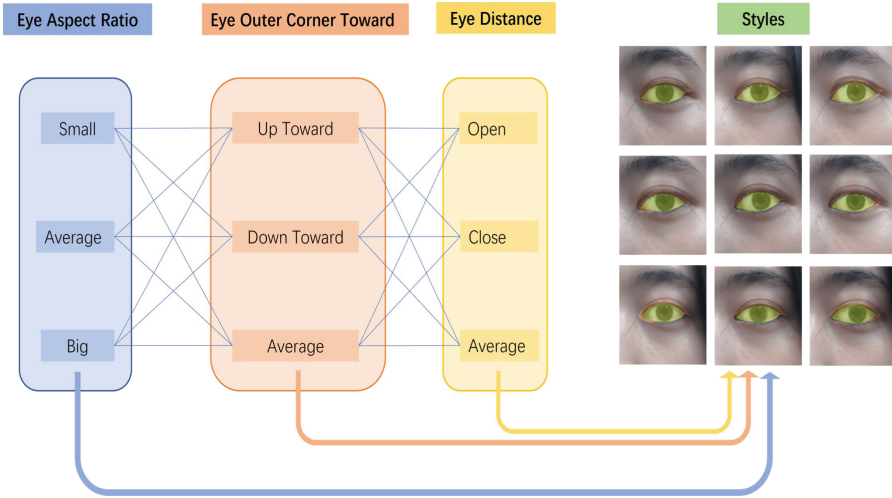 Eye Aspect Ratio
Eye Outer Corner Toward
Eye Distance
Styles
Small
Up Toward
Open
Average
Down Toward
Close
Big
Average
Average